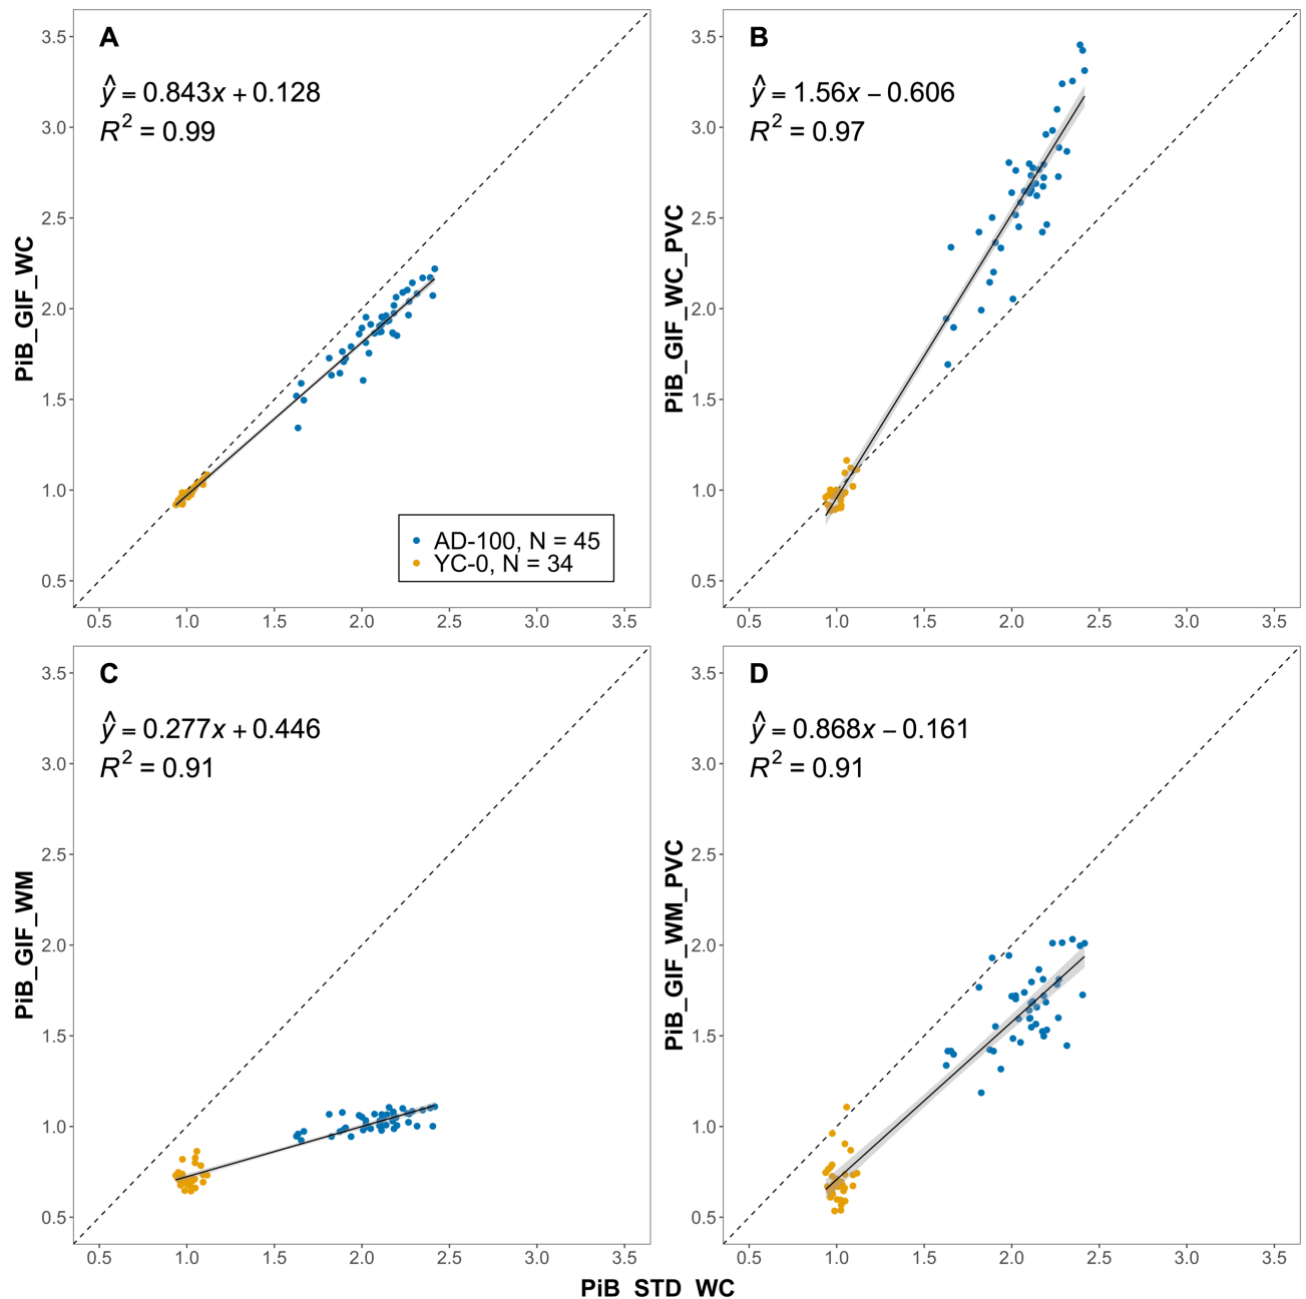 A
ŷ = 0.843x + 0.128
R² = 0.99
PiB_GIF_WC
3.5
3.0
2.5
2.0
1.5
1.0
0.5
AD-100, N = 45
YC-0, N = 34
0.5 1.0 1.5 2.0 2.5 3.0 3.5
B
ŷ = 1.56x − 0.606
R² = 0.97
PiB_GIF_WC_PVC
3.5
3.0
2.5
2.0
1.5
1.0
0.5
0.5 1.0 1.5 2.0 2.5 3.0 3.5
C
ŷ = 0.277x + 0.446
R² = 0.91
PiB_GIF_WM
3.5
3.0
2.5
2.0
1.5
1.0
0.5
0.5 1.0 1.5 2.0 2.5 3.0 3.5
D
ŷ = 0.868x − 0.161
R² = 0.91
PiB_GIF_WM_PVC
3.5
3.0
2.5
2.0
1.5
1.0
0.5
0.5 1.0 1.5 2.0 2.5 3.0 3.5
PiB STD WC